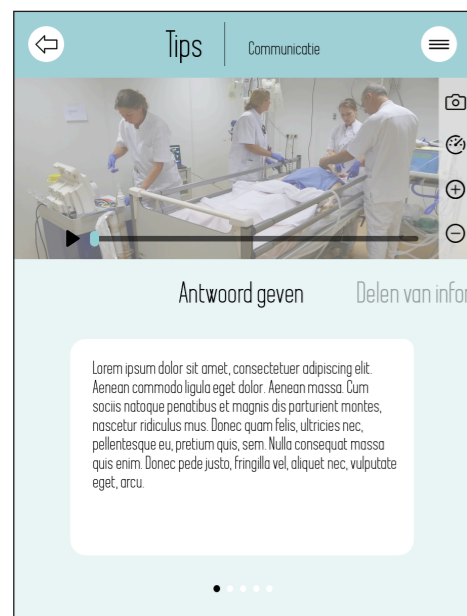 Tips
Communicatie
Antwoord geven
Delen van infor
Lorem ipsum dolor sit amet, consectetuer adipiscing elit.
Aenean commodo ligula eget dolor. Aenean massa. Cum
sociis natoque penatibus et magnis dis parturient montes,
nascetur ridiculus mus. Donec quam felis, ultricies nec,
pellentesque eu, pretium quis, sem. Nulla consequat massa
quis enim. Donec pede justo, fringilla vel, aliquet nec, vulputate
eget, arcu.